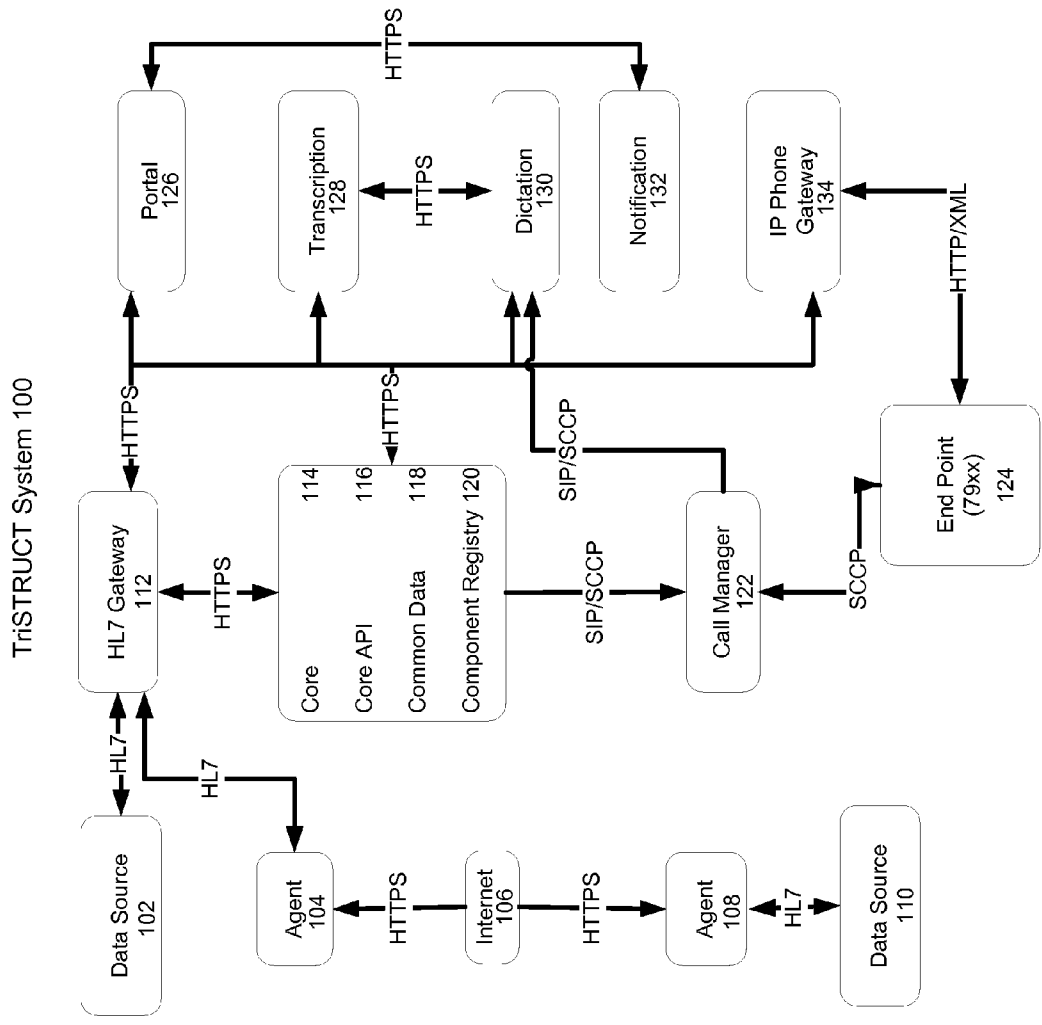 TriSTRUCT System 100
Data Source
102
HL7
HL7 Gateway
112
HTTPS
Portal
126
HTTPS
HL7
HTTPS
Agent
104
Core 114
Core API 116
Common Data 118
Component Registry 120
HTTPS
Transcription
128
HTTPS
HTTPS
Internet
106
HTTPS
SIP/SCCP
Dictation
130
SIP/SCCP
Notification
132
Agent
108
Call Manager
122
IP Phone
Gateway
134
HL7
SCCP
HTTP/XML
Data Source
110
End Point
(79xx)
124